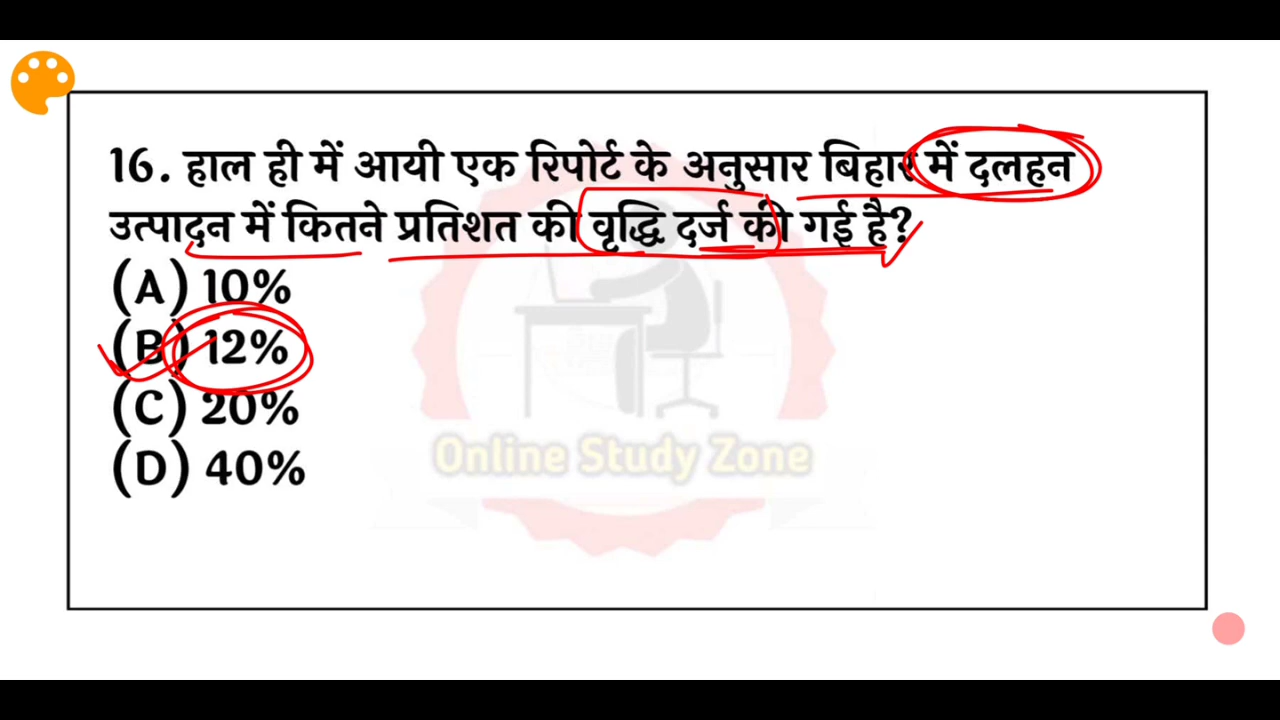 16. हाल ही में आयी एक रिपोर्ट के अनुसार बिहार में दलहन
उत्पादन में कितने प्रतिशत की वृद्धि दर्ज की गई है?
(A) 10%
(B) 12%
(C) 20%
(D) 40%
Online Study Zone